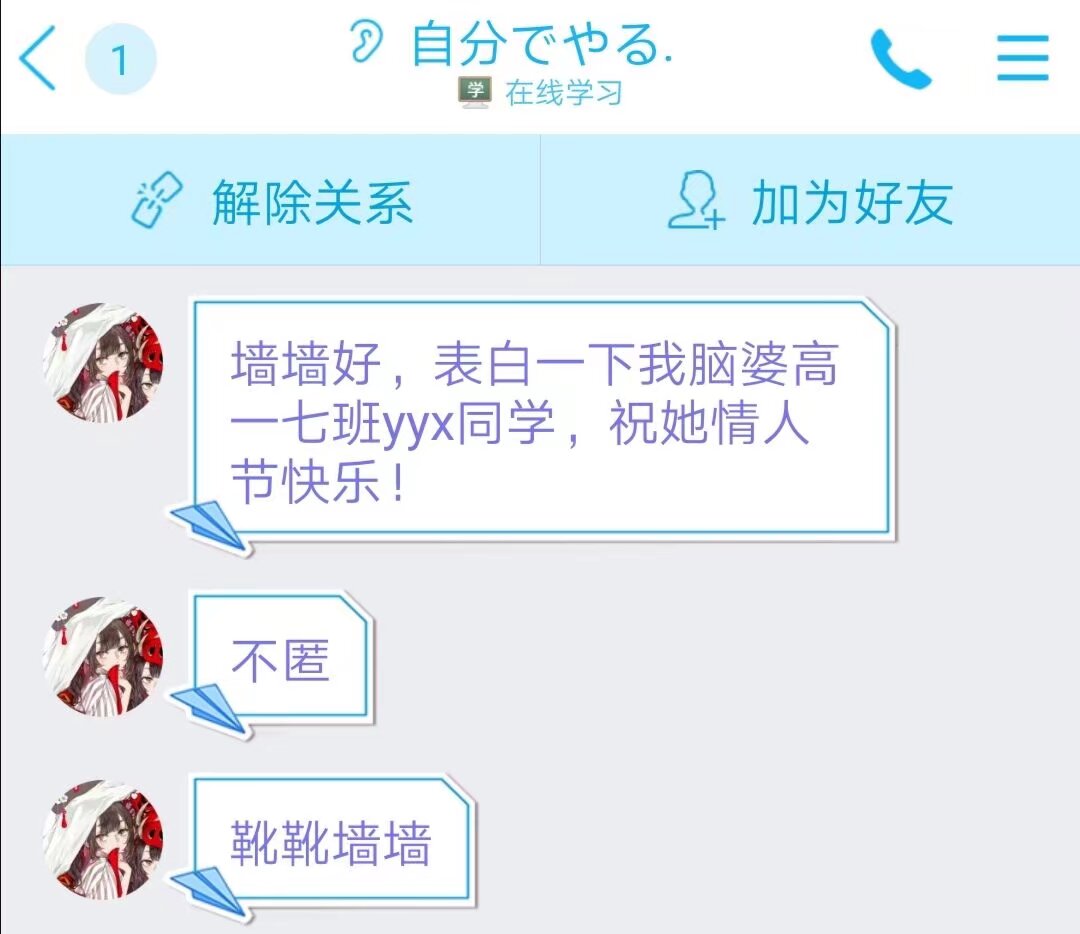 1
自分でやる.
学 在线学习
解除关系
加为好友
墙墙好，表白一下我脑婆高
一七班yyx同学，祝她情人
节快乐！
不匿
靴靴墙墙